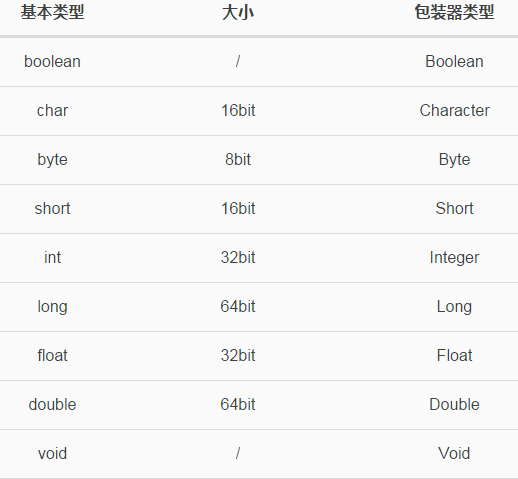 基本类型 大小 包装器类型
boolean / Boolean
char 16bit Character
byte 8bit Byte
short 16bit Short
int 32bit Integer
long 64bit Long
float 32bit Float
double 64bit Double
void / Void